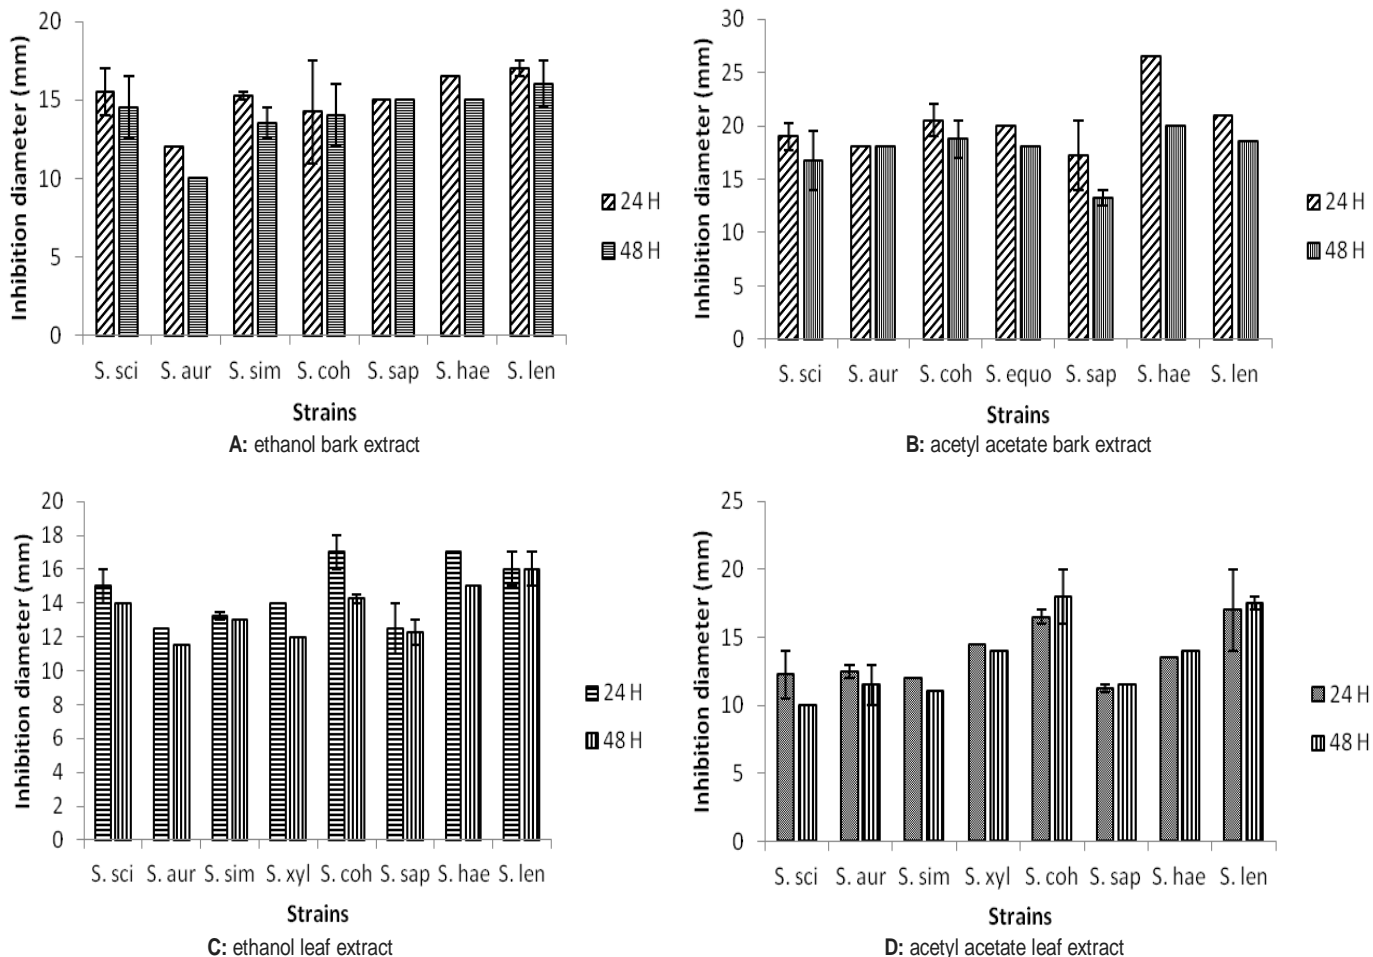 20
15
10
5
0
Inhibition diameter (mm)
24 H
48 H
S. sci S. aur S. sim S. coh S. sap S. hae S. len
Strains
A: ethanol bark extract
30
25
20
15
10
5
0
Inhibition diameter (mm)
24 H
48 H
S. sci S. aur S. coh S. equo S. sap S. hae S. len
Strains
B: acetyl acetate bark extract
20
18
16
14
12
10
8
6
4
2
0
Inhibition diameter (mm)
24 H
48 H
S. sci S. aur S. sim S. xyl S. coh S. sap S. hae S. len
Strains
C: ethanol leaf extract
25
20
15
10
5
0
Inhibition diameter (mm)
24 H
48 H
S. sci S. aur S. sim S. xyl S. coh S. sap S. hae S. len
Strains
D: acetyl acetate leaf extract